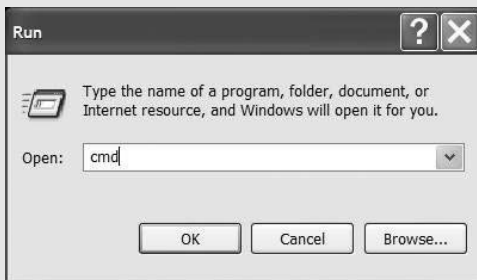 Run
Type the name of a program, folder, document, or
Internet resource, and Windows will open it for you.
Open: cmd
OK Cancel Browse...